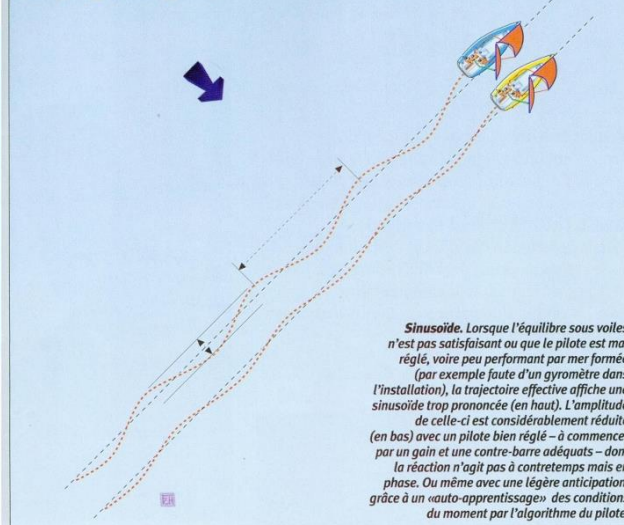 Sinusoïde. Lorsque l'équilibre sous voiles
n'est pas satisfaisant ou que le pilote est ma
réglé, voire peu performant par mer formée
(par exemple faute d'un gyromètre dans
l'installation), la trajectoire effective affiche une
sinusoïde trop prononcée (en haut). L'amplitude
de celle-ci est considérablement réduite
(en bas) avec un pilote bien réglé – à commence
par un gain et une contre-barre adéquats – don
la réaction n'agit pas à contretemps mais en
phase. Ou même avec une légère anticipation
grâce à un «auto-apprentissage» des condition
du moment par l'algorithme du pilote